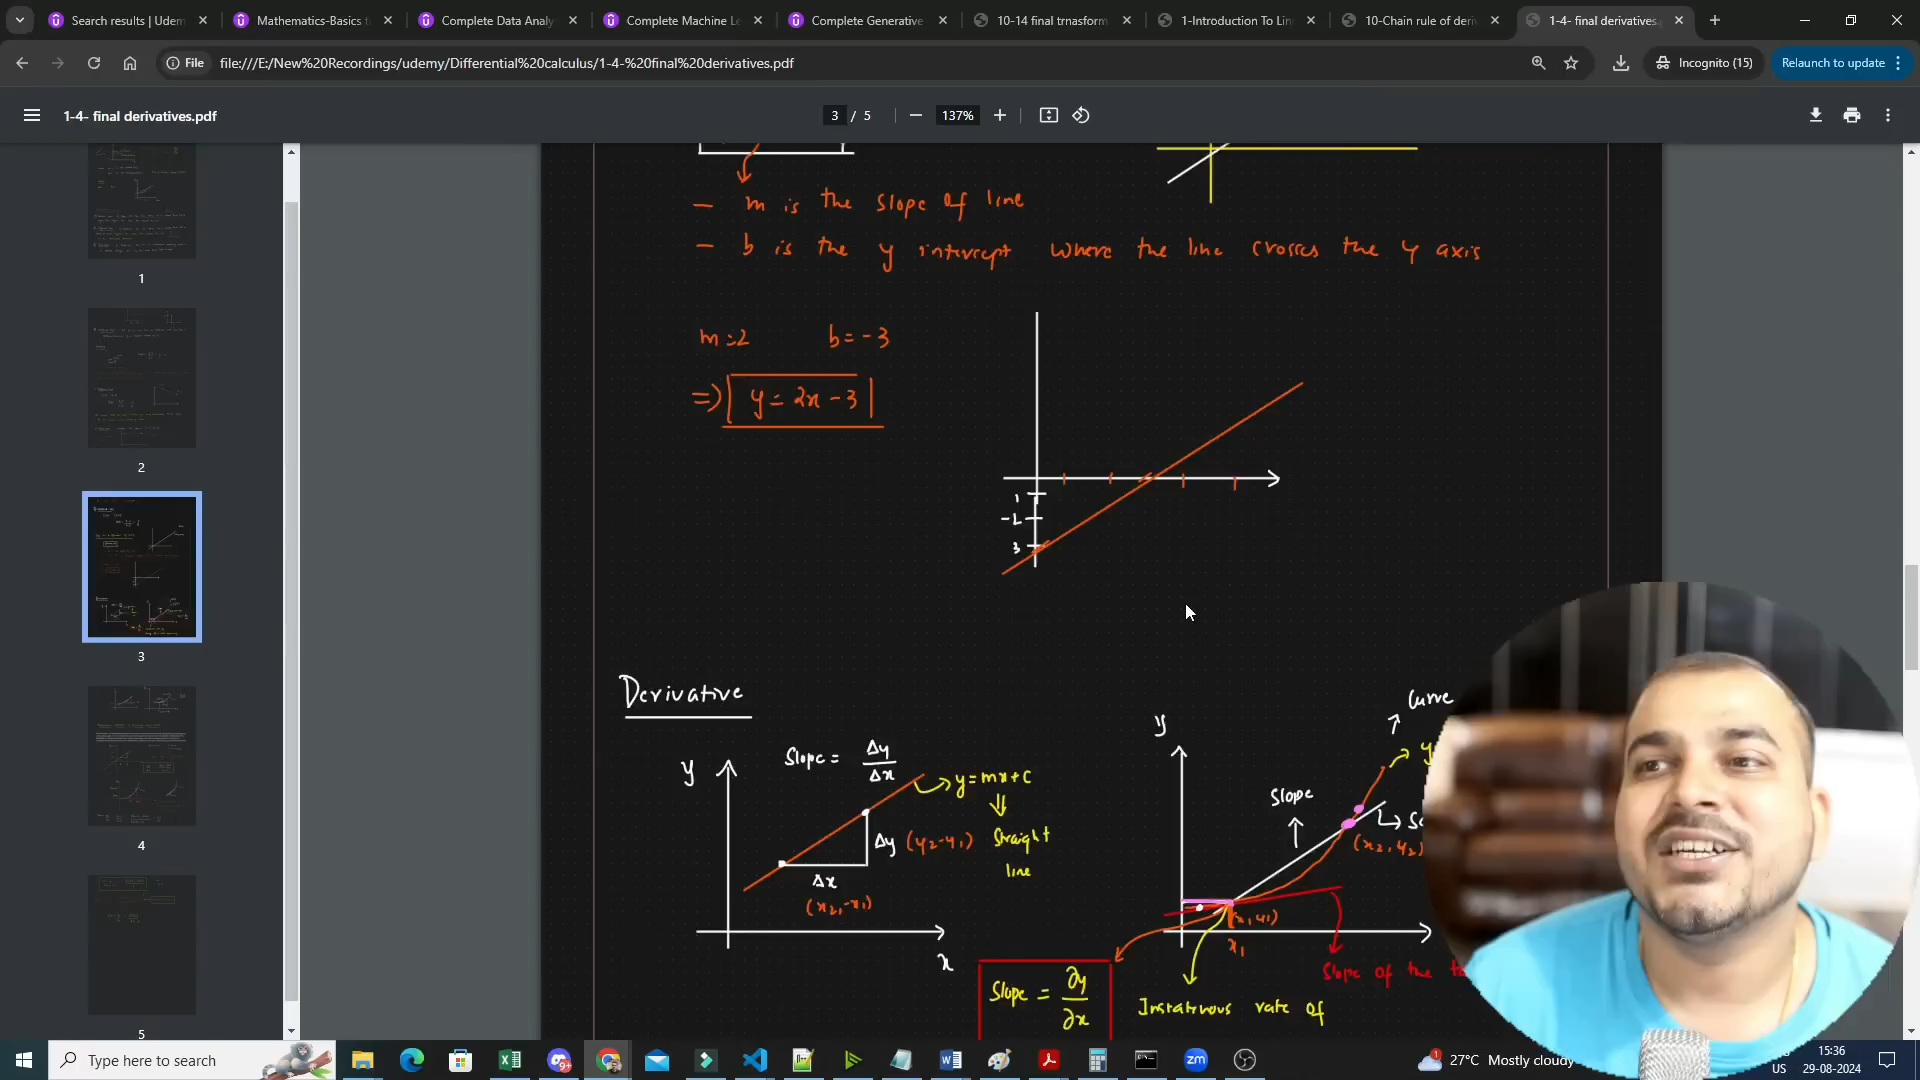 Search results | Udem
Mathematics-Basics t
Complete Data Analy
Complete Machine Le
Complete Generative
10-14 final trnasform
1-Introduction To Lin
10-Chain rule of deriv
1-4- final derivatives.
File
file:///E:/New%20Recordings/udemy/Differential%20calculus/1-4-%20final%20derivatives.pdf
Incognito (15)
Relaunch to update
1-4- final derivatives.pdf
3 / 5
137%
1
2
3
4
5
— m is the slope of line
— b is the y intercept where the line crosses the y axis
m = 2 b = -3
=) y = 2x - 3
1
-2
3
Derivative
y
Slope = Δy/Δx
y = mx + c
Straight
line
Δy (y2-y1)
Δx
(x2-x1)
x
y
Curve
y
Slope
(x2, y2)
(x1, y1)
x1
Slope = ∂y/∂x
Slope of the
Instatenous rate of
Type here to search
27°C Mostly cloudy
15:36
US 29-08-2024